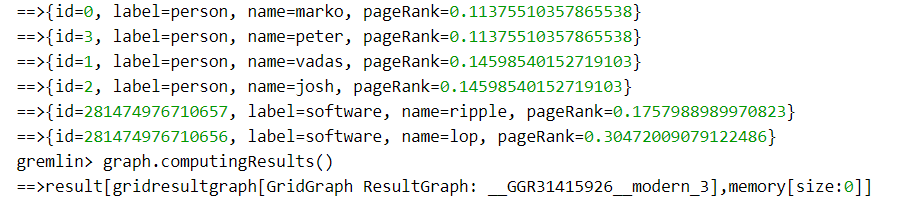 ==>{id=0, label=person, name=marko, pageRank=0.11375510357865538}
==>{id=3, label=person, name=peter, pageRank=0.11375510357865538}
==>{id=1, label=person, name=vadas, pageRank=0.14598540152719103}
==>{id=2, label=person, name=josh, pageRank=0.14598540152719103}
==>{id=281474976710657, label=software, name=ripple, pageRank=0.1757988989970823}
==>{id=281474976710656, label=software, name=lop, pageRank=0.30472009079122486}
gremlin> graph.computingResults()
==>result[gridresultgraph[GridGraph ResultGraph: __GGR31415926__modern_3],memory[size:0]]